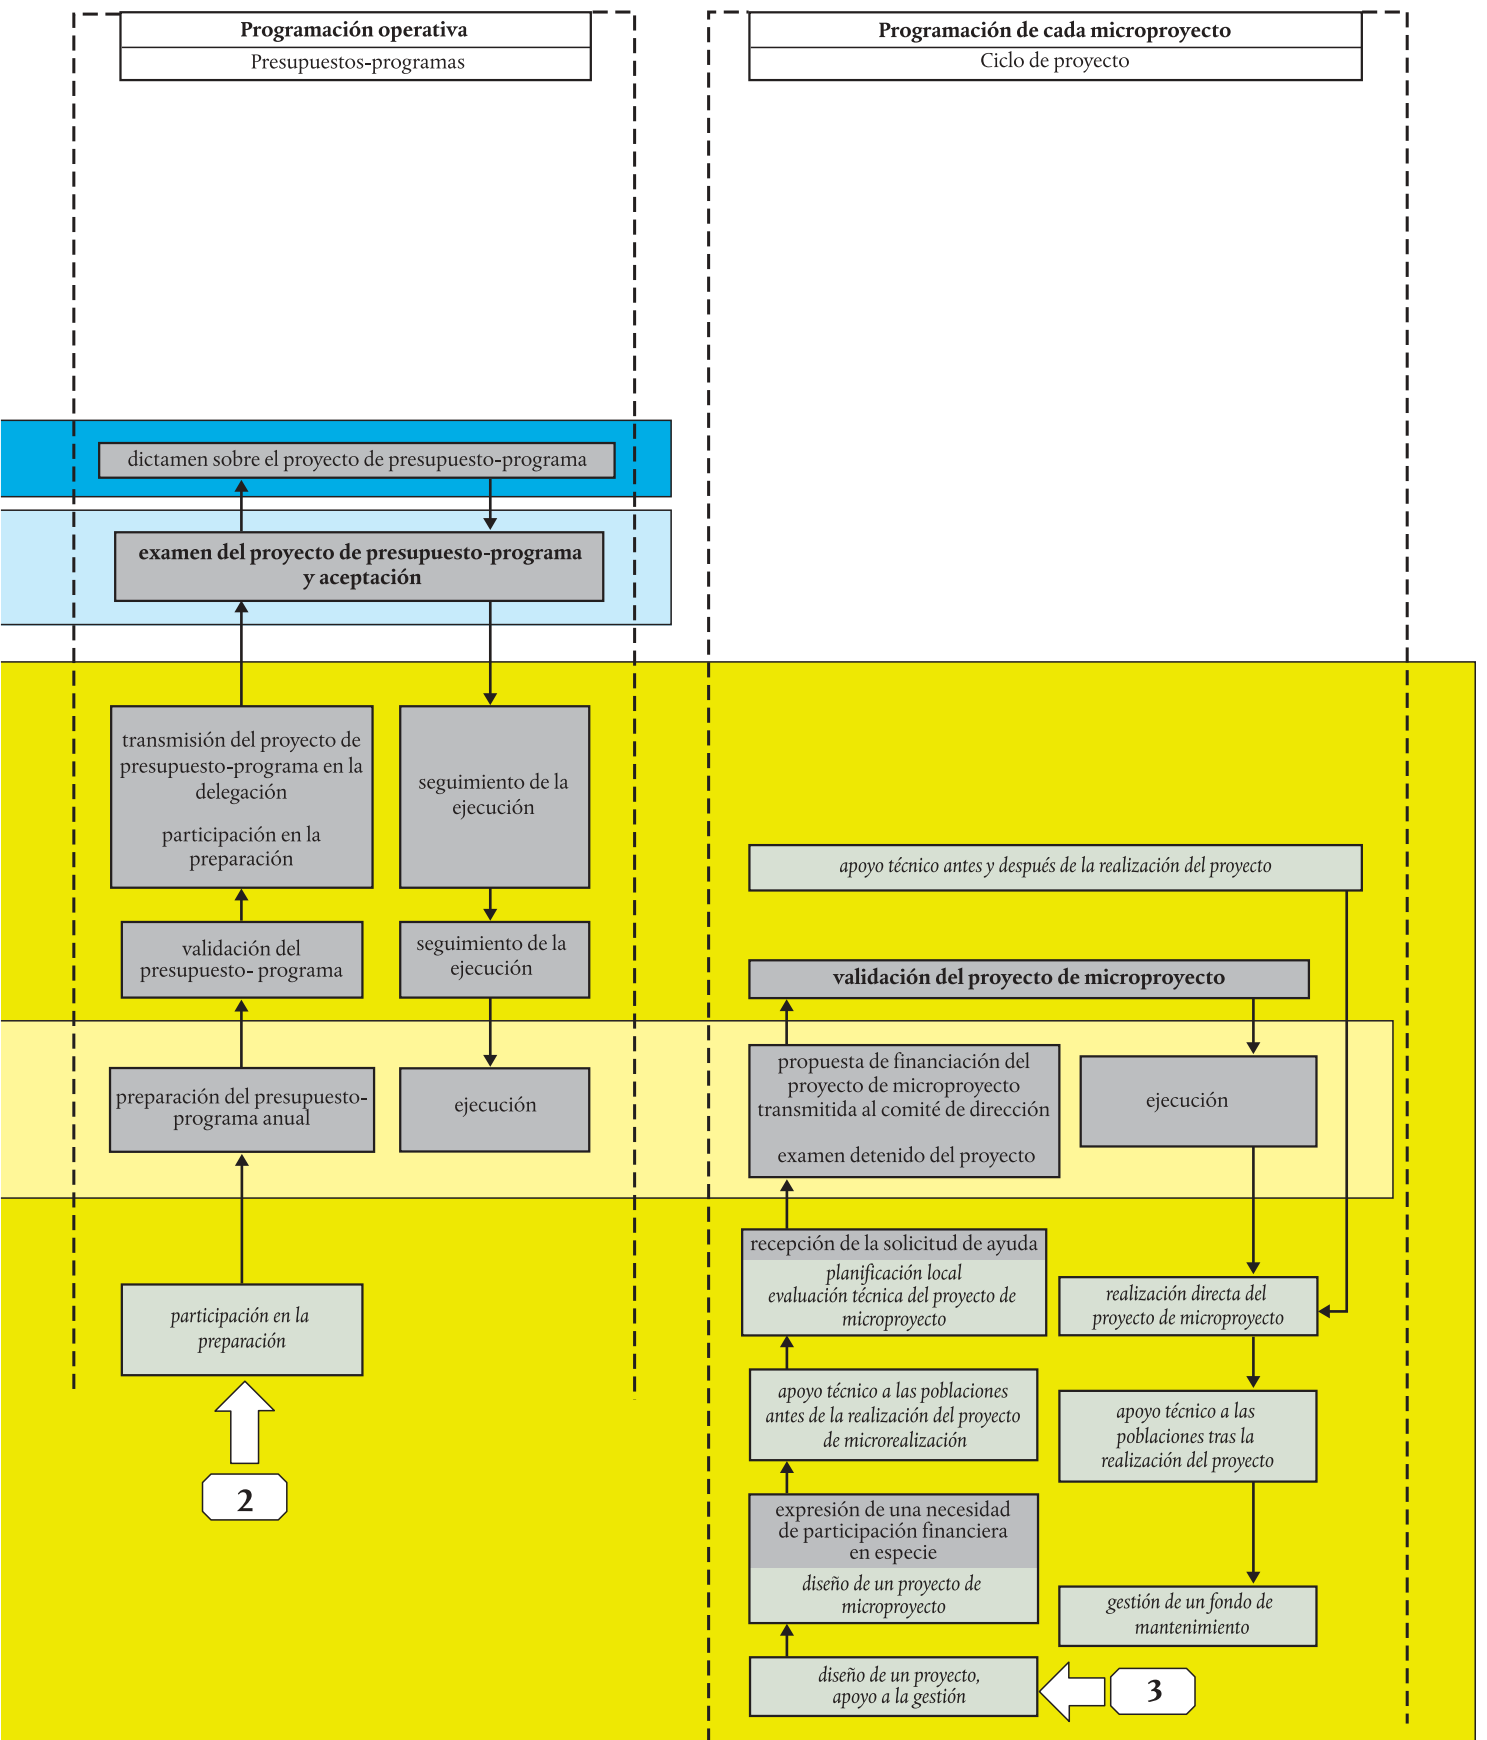 Programación operativa
Presupuestos-programas
Programación de cada microproyecto
Ciclo de proyecto
dictamen sobre el proyecto de presupuesto-programa
examen del proyecto de presupuesto-programa
y aceptación
transmisión del proyecto de
presupuesto-programa en la
delegación
participación en la
preparación
seguimiento de la
ejecución
validación del
presupuesto- programa
seguimiento de la
ejecución
preparación del presupuesto-
programa anual
ejecución
participación en la
preparación
2
apoyo técnico antes y después de la realización del proyecto
validación del proyecto de microproyecto
propuesta de financiación del
proyecto de microproyecto
transmitida al comité de dirección
examen detenido del proyecto
ejecución
recepción de la solicitud de ayuda
planificación local
evaluación técnica del proyecto de
microproyecto
realización directa del
proyecto de microproyecto
apoyo técnico a las poblaciones
antes de la realización del proyecto
de microrealización
apoyo técnico a las
poblaciones tras la
realización del proyecto
expresión de una necesidad
de participación financiera
en especie
diseño de un proyecto de
microproyecto
gestión de un fondo de
mantenimiento
diseño de un proyecto,
apoyo a la gestión
3